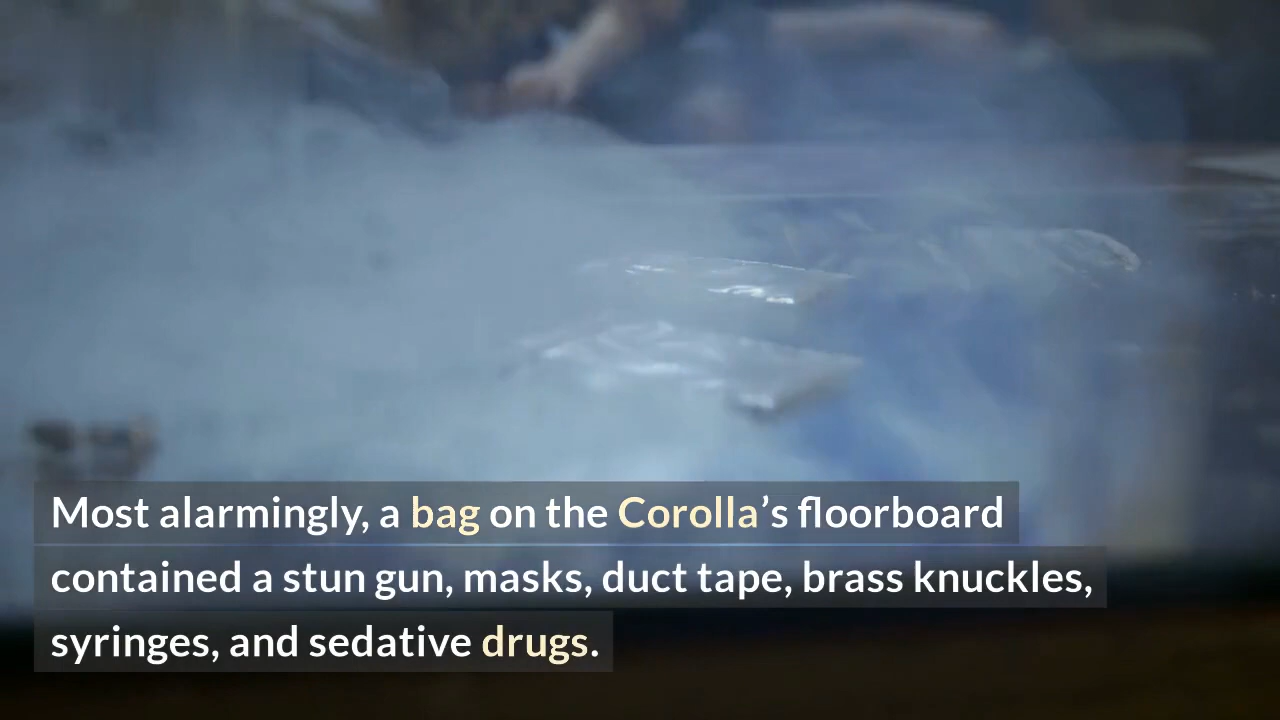 Most alarmingly, a bag on the Corolla’s floorboard
contained a stun gun, masks, duct tape, brass knuckles,
syringes, and sedative drugs.